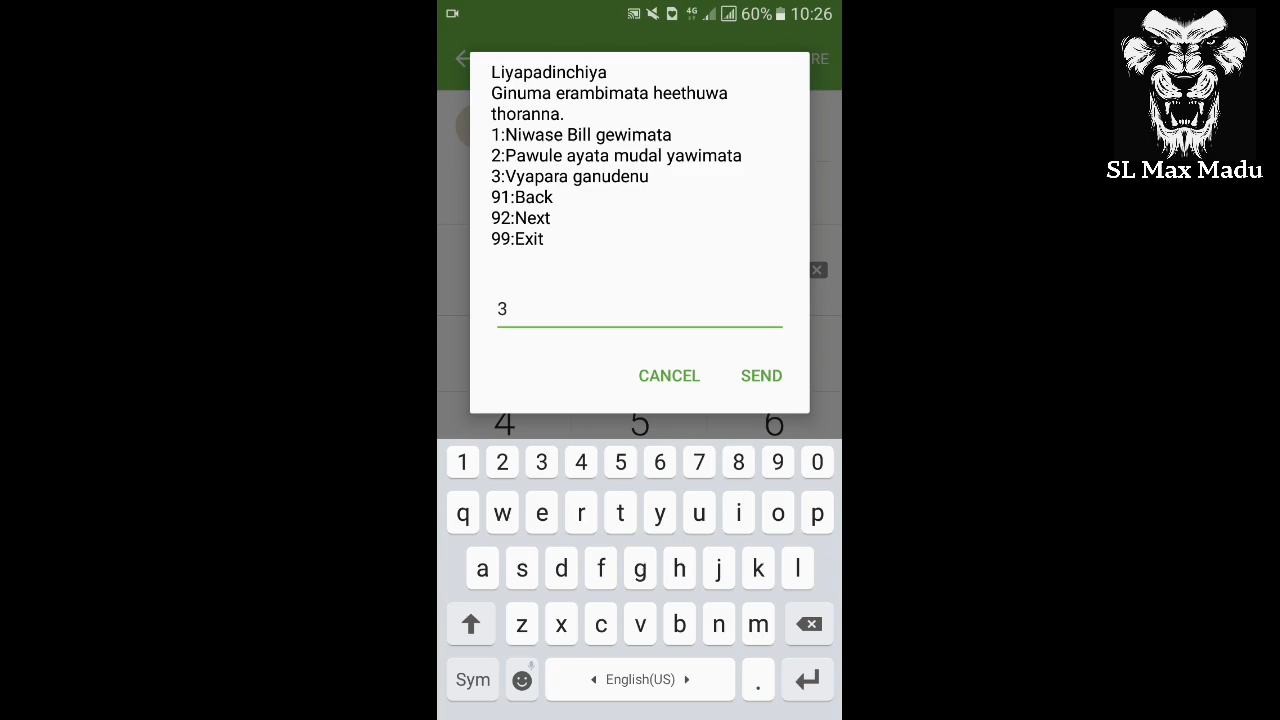 60% 10:26
RE
Liyapadinchiya
Ginuma erambimata heethuwa
thoranna.
1:Niwase Bill gewimata
2:Pawule ayata mudal yawimata
3:Vyapara ganudenu
91:Back
92:Next
99:Exit
3
CANCEL SEND
4 5 6
1 2 3 4 5 6 7 8 9 0
q w e r t y u i o p
a s d f g h j k l
z x c v b n m
Sym English(US) .
SL Max Madu